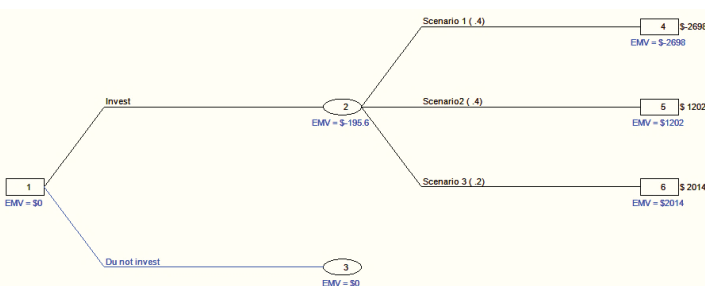 Scenario 1 ( .4)
4 $-2698
EMV = $-2698
Invest
Scenario2 ( .4)
2
5 $ 1202
EMV = $-195.6
EMV = $1202
Scenario 3 ( .2)
1
6 $ 2014
EMV = $0
EMV = $2014
Du not invest
3
EMV = $0